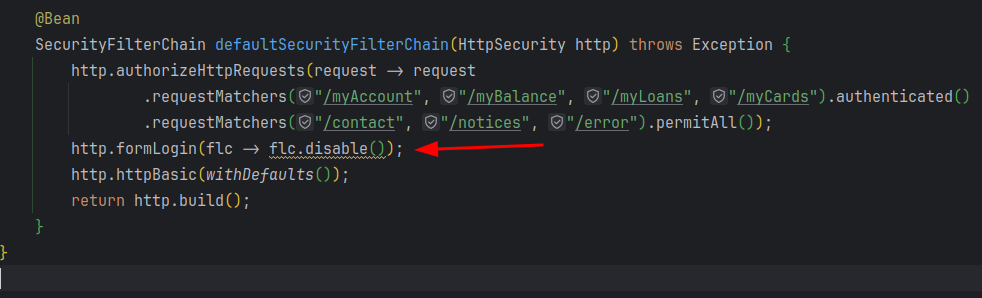 @Bean
SecurityFilterChain defaultSecurityFilterChain(HttpSecurity http) throws Exception {
http.authorizeHttpRequests(request -> request
.requestMatchers("/myAccount", "/myBalance", "/myLoans", "/myCards").authenticated()
.requestMatchers("/contact", "/notices", "/error").permitAll());
http.formLogin(flc -> flc.disable());
http.httpBasic(withDefaults());
return http.build();
}
}